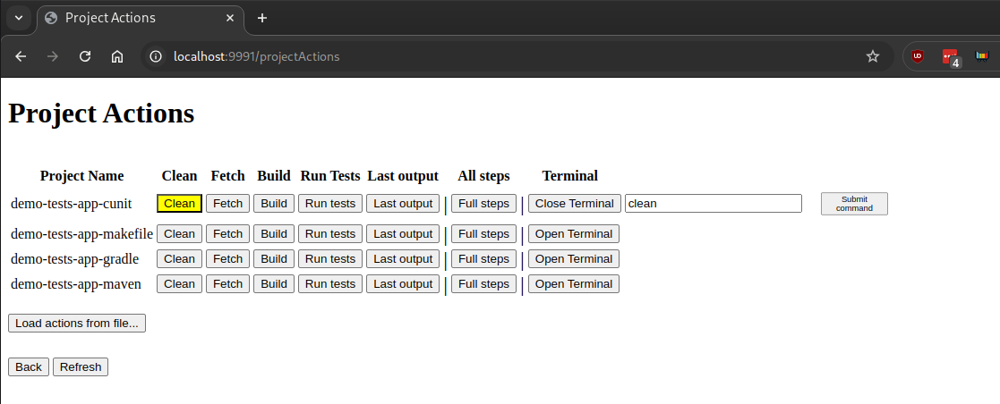 Project Actions
localhost:9991/projectActions
4
Project Actions
Project Name Clean Fetch Build Run Tests Last output All steps Terminal
demo-tests-app-cunit Clean Fetch Build Run tests Last output | Full steps | Close Terminal clean Submit command
demo-tests-app-makefile Clean Fetch Build Run tests Last output | Full steps | Open Terminal
demo-tests-app-gradle Clean Fetch Build Run tests Last output | Full steps | Open Terminal
demo-tests-app-maven Clean Fetch Build Run tests Last output | Full steps | Open Terminal
Load actions from file...
Back Refresh